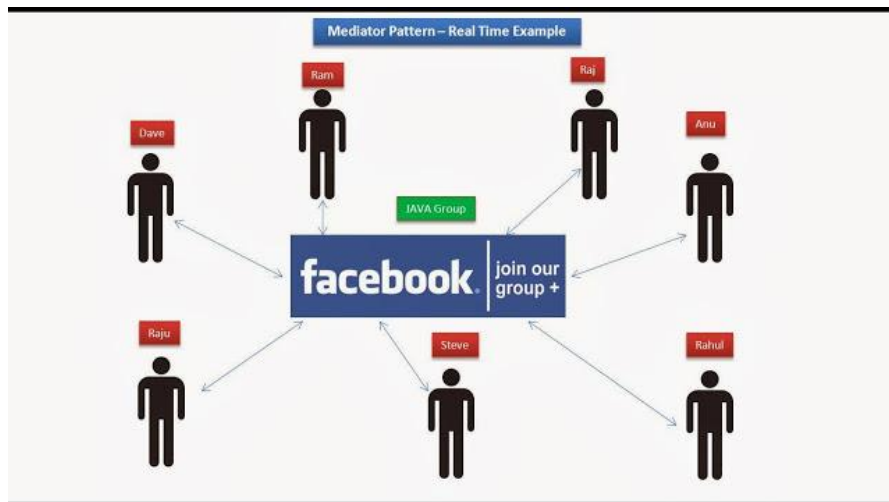 Mediator Pattern – Real Time Example
Ram
Raj
Dave
Anu
JAVA Group
facebook.
join our
group +
Raju
Steve
Rahul